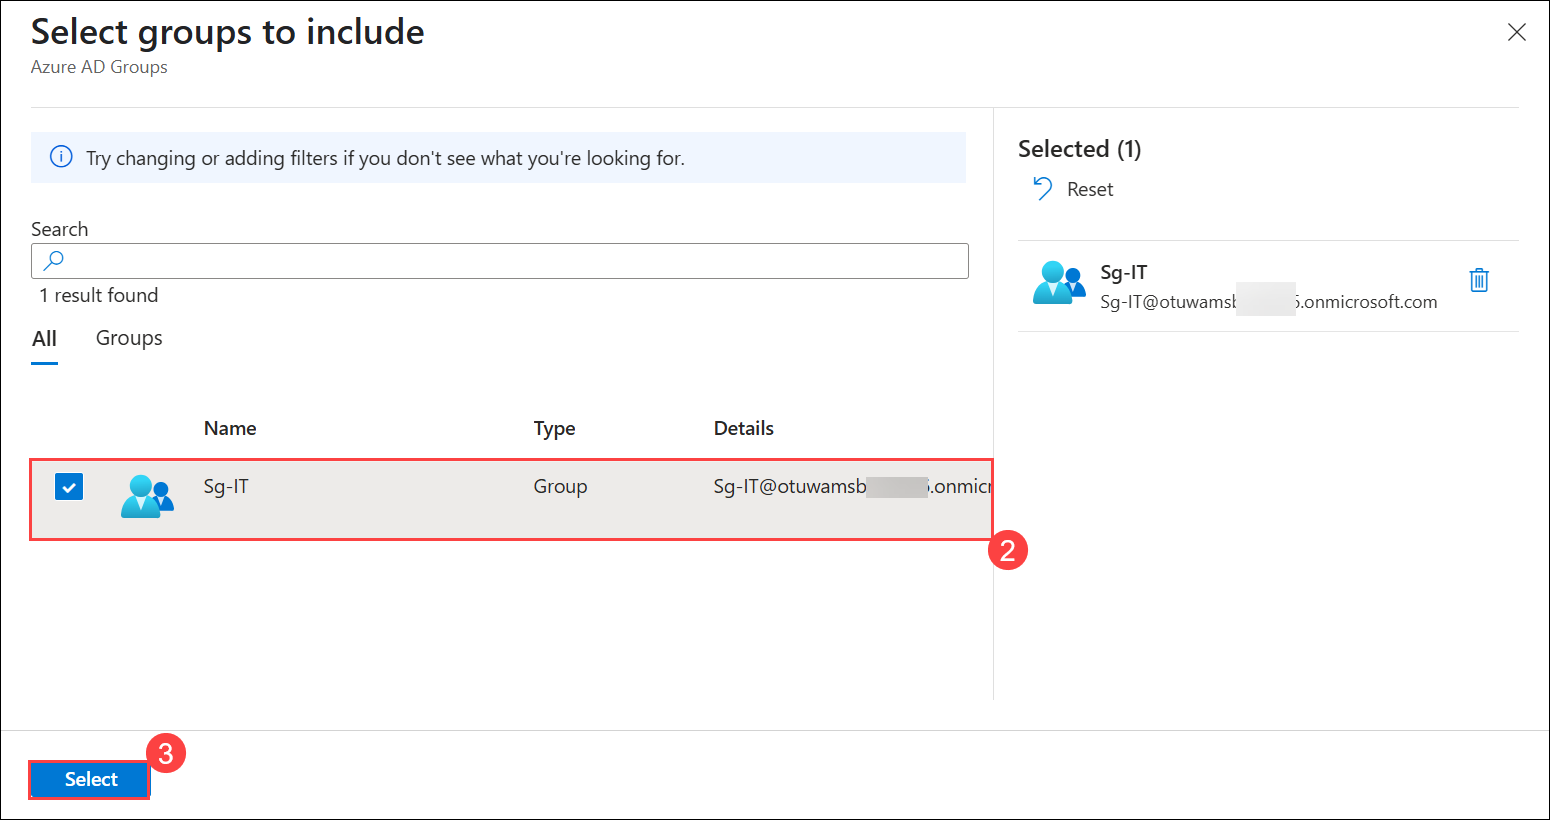 Select groups to include
Azure AD Groups
Try changing or adding filters if you don't see what you're looking for.
Search
1 result found
All Groups
Name Type Details
Sg-IT Group Sg-IT@otuwamsb .onmicr
2
Selected (1)
Reset
Sg-IT
Sg-IT@otuwamsb .onmicrosoft.com
3
Select